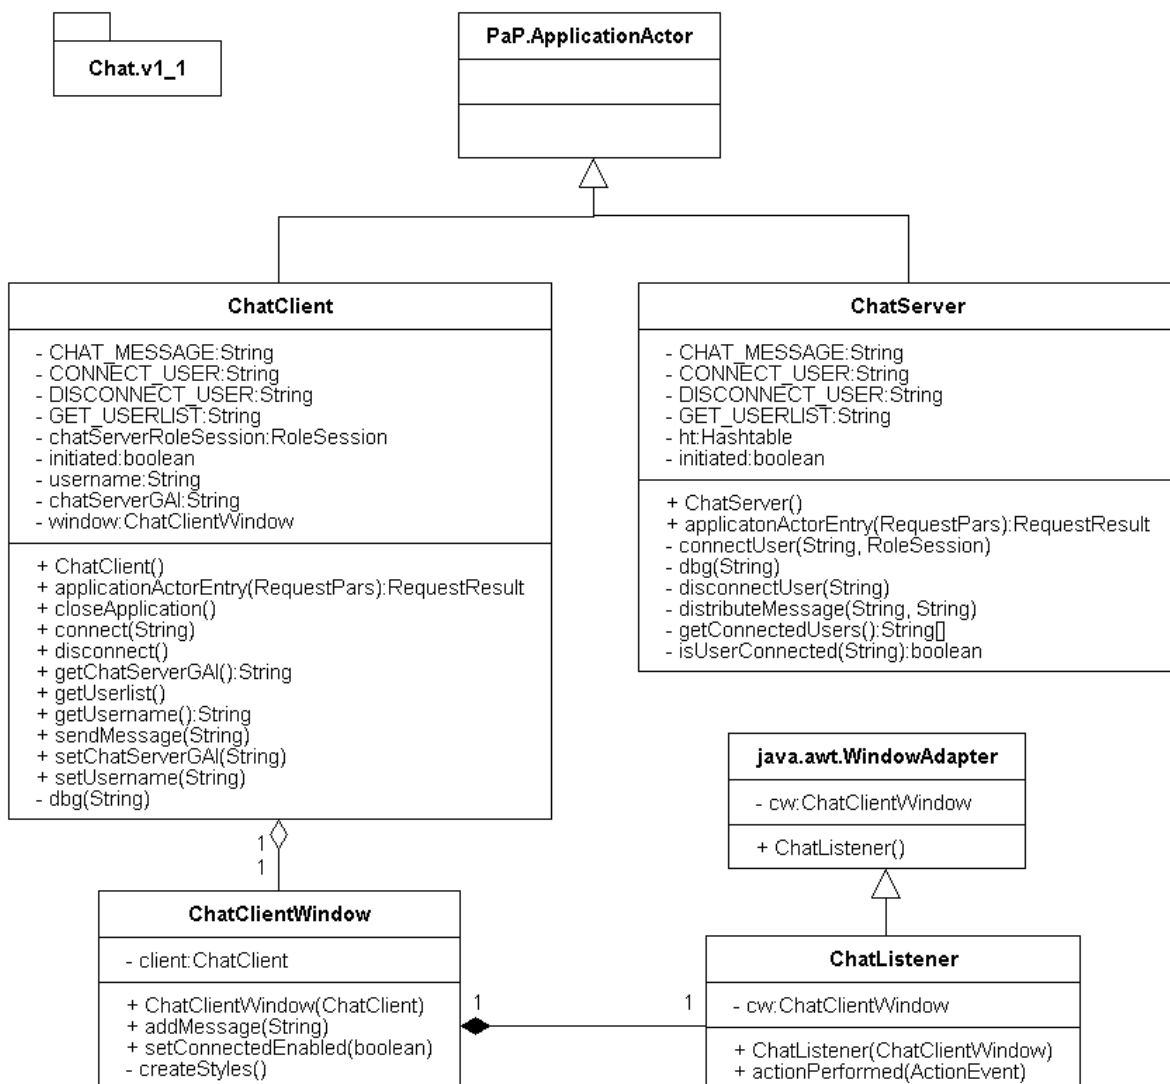 Chat.v1_1
PaP.ApplicationActor
ChatClient
- CHAT_MESSAGE:String
- CONNECT_USER:String
- DISCONNECT_USER:String
- GET_USERLIST:String
- chatServerRoleSession:RoleSession
- initiated:boolean
- username:String
- chatServerGAI:String
- window:ChatClientWindow
+ ChatClient()
+ applicationActorEntry(RequestPars):RequestResult
+ closeApplication()
+ connect(String)
+ disconnect()
+ getChatServerGAI():String
+ getUserlist()
+ getUsername():String
+ sendMessage(String)
+ setChatServerGAI(String)
+ setUsername(String)
- dbg(String)
ChatServer
- CHAT_MESSAGE:String
- CONNECT_USER:String
- DISCONNECT_USER:String
- GET_USERLIST:String
- ht:Hashtable
- initiated:boolean
+ ChatServer()
+ applicatonActorEntry(RequestPars):RequestResult
- connectUser(String, RoleSession)
- dbg(String)
- disconnectUser(String)
- distributeMessage(String, String)
- getConnectedUsers():String[]
- isUserConnected(String):boolean
java.awt.WindowAdapter
- cw:ChatClientWindow
+ ChatListener()
1
1
ChatClientWindow
- client:ChatClient
+ ChatClientWindow(ChatClient)
+ addMessage(String)
+ setConnectedEnabled(boolean)
- createStyles()
1
1
ChatListener
- cw:ChatClientWindow
+ ChatListener(ChatClientWindow)
+ actionPerformed(ActionEvent)